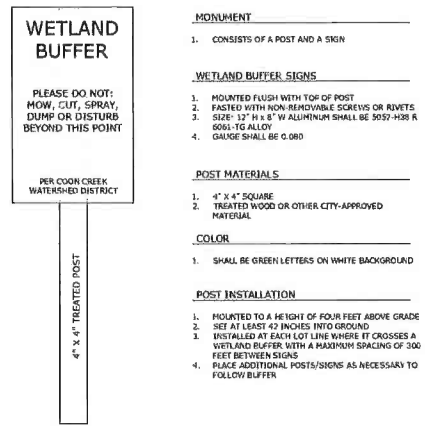 WETLAND
BUFFER
PLEASE DO NOT:
MOW, CUT, SPRAY,
DUMP OR DISTURB
BEYOND THIS POINT
PER COON CREEK
WATERSHED DISTRICT
4" X 4" TREATED POST
MONUMENT
1. CONSISTS OF A POST AND A SIGN
WETLAND BUFFER SIGNS
1. MOUNTED FLUSH WITH TOP OF POST
2. FASTED WITH NON-REMOVABLE SCREWS OR RIVETS
3. SIZE- 12" H x 8" W ALUMINUM SHALL BE 5052-H38 R
6061-TG ALLOY
4. GAUGE SHALL BE 0.080
POST MATERIALS
1. 4" X 4" SQUARE
2. TREATED WOOD OR OTHER CITY-APPROVED
MATERIAL
COLOR
1. SHALL BE GREEN LETTERS ON WHITE BACKGROUND
POST INSTALLATION
1. MOUNTED TO A HEIGHT OF FOUR FEET ABOVE GRADE
2. SET AT LEAST 42 INCHES INTO GROUND
3. INSTALLED AT EACH LOT LINE WHERE IT CROSSES A
WETLAND BUFFER WITH A MAXIMUM SPACING OF 300
FEET BETWEEN SIGNS
4. PLACE ADDITIONAL POSTS/SIGNS AS NECESSARY TO
FOLLOW BUFFER